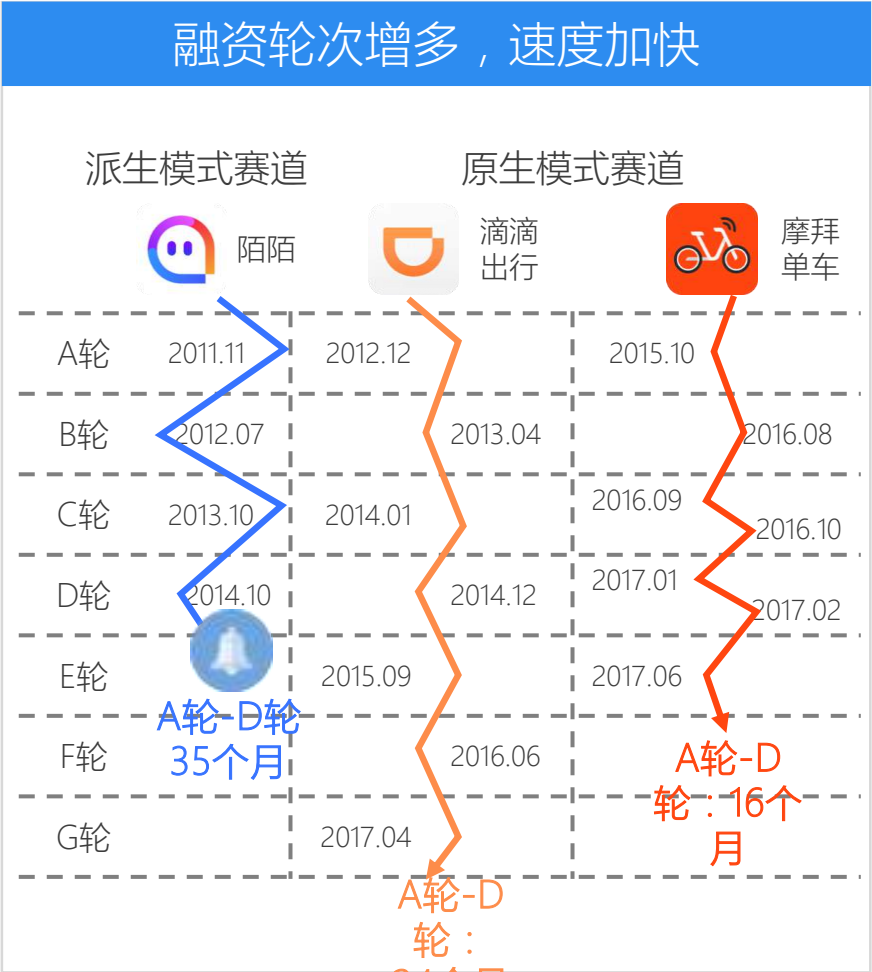 融资轮次增多，速度加快
派生模式赛道
原生模式赛道
陌陌
滴滴
出行
摩拜
单车
A轮 2011.11 2012.12 2015.10
B轮 2012.07 2013.04 2016.08
C轮 2013.10 2014.01 2016.09 2016.10
D轮 2014.10 2014.12 2017.01 2017.02
E轮 2015.09 2017.06
A轮-D轮
35个月
F轮 2016.06
A轮-D
轮：16个
月
G轮 2017.04
A轮-D
轮：